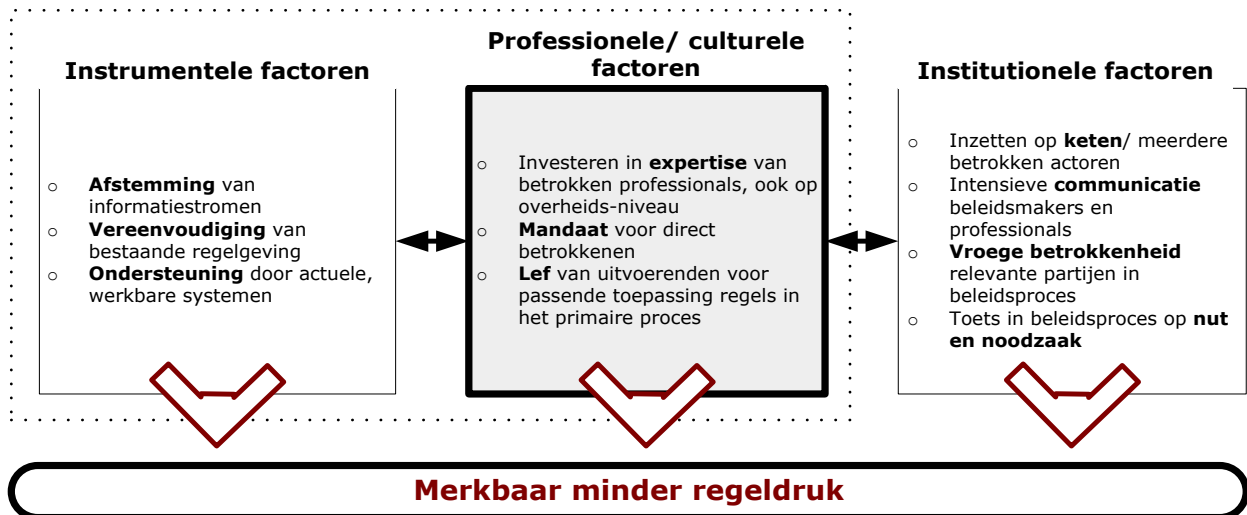 Instrumentele factoren
○ Afstemming van
informatiestromen
○ Vereenvoudiging van
bestaande regelgeving
○ Ondersteuning door actuele,
werkbare systemen
Professionele/ culturele
factoren
○ Investeren in expertise van
betrokken professionals, ook op
overheids-niveau
○ Mandaat voor direct
betrokkenen
○ Lef van uitvoerenden voor
passende toepassing regels in
het primaire proces
Institutionele factoren
○ Inzetten op keten/ meerdere
betrokken actoren
○ Intensieve communicatie
beleidsmakers en
professionals
○ Vroege betrokkenheid
relevante partijen in
beleidsproces
○ Toets in beleidsproces op nut
en noodzaak
Merkbaar minder regeldruk